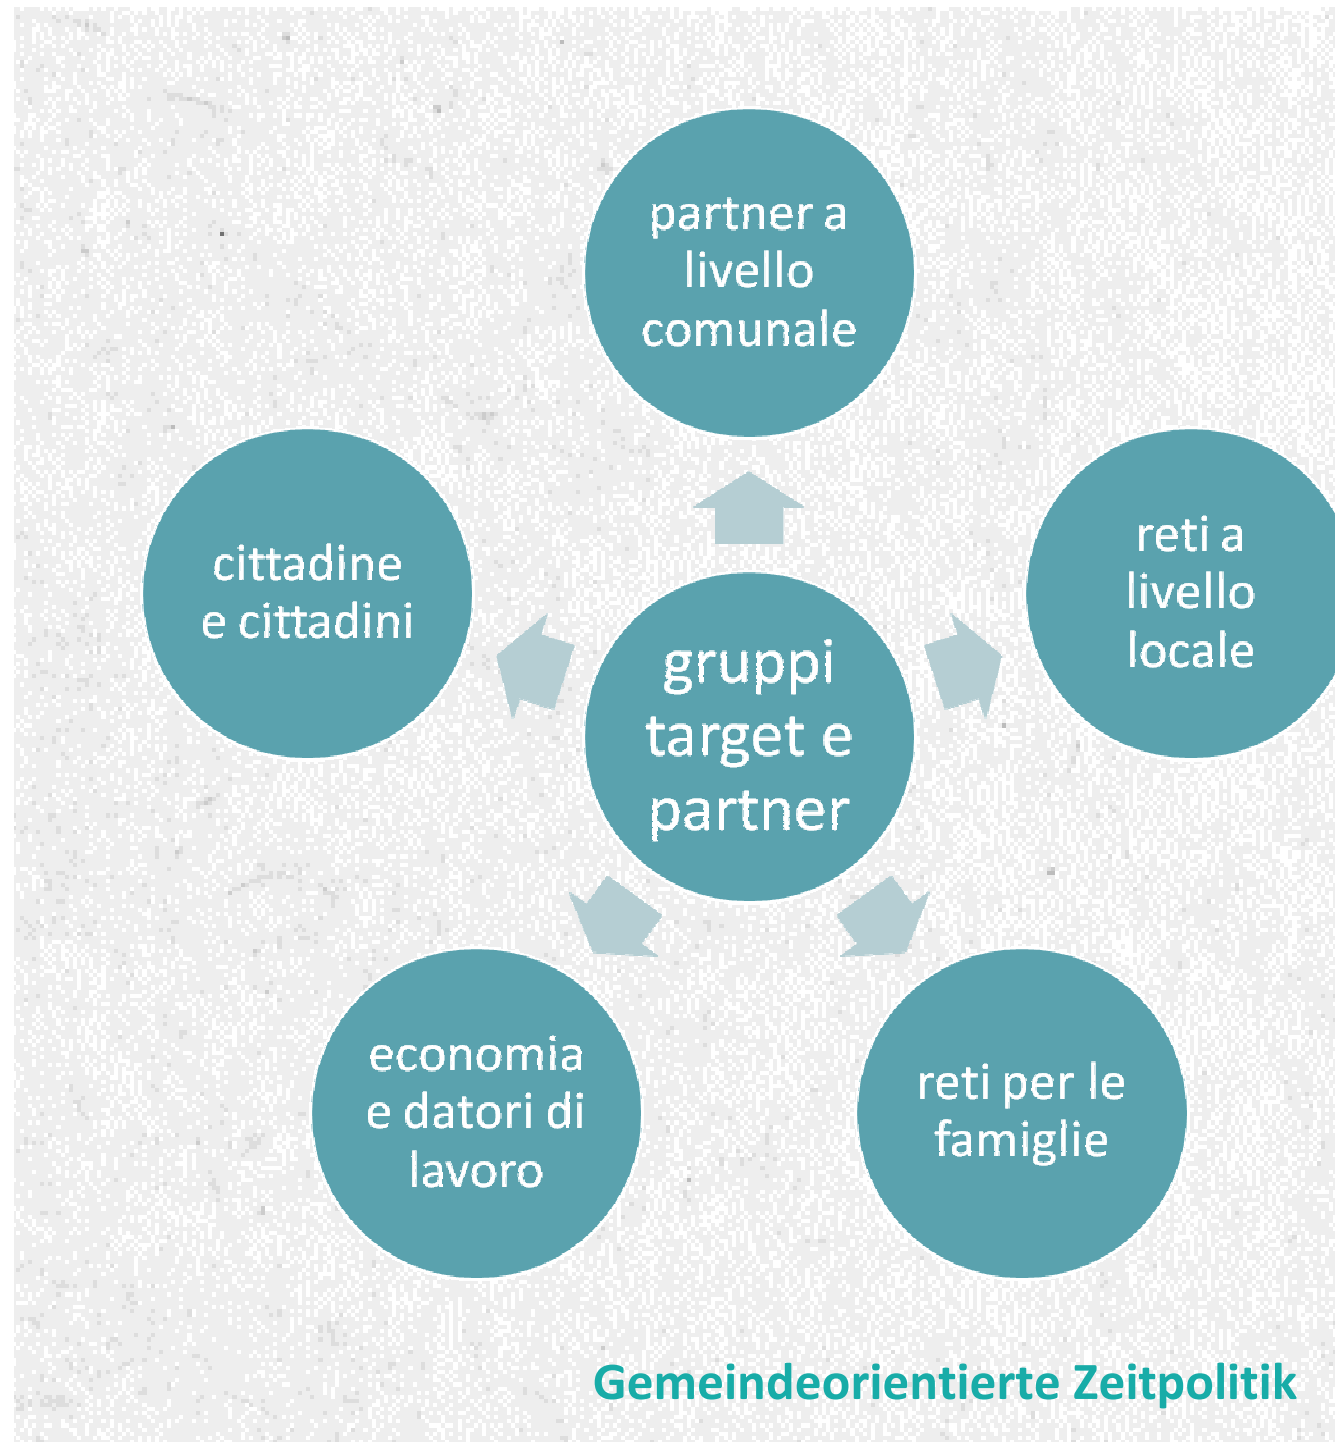 partner a
livello
comunale
cittadine
e cittadini
reti a
livello
locale
gruppi
target e
partner
economia
e datori di
lavoro
reti per le
famiglie
Gemeindeorientierte Zeitpolitik